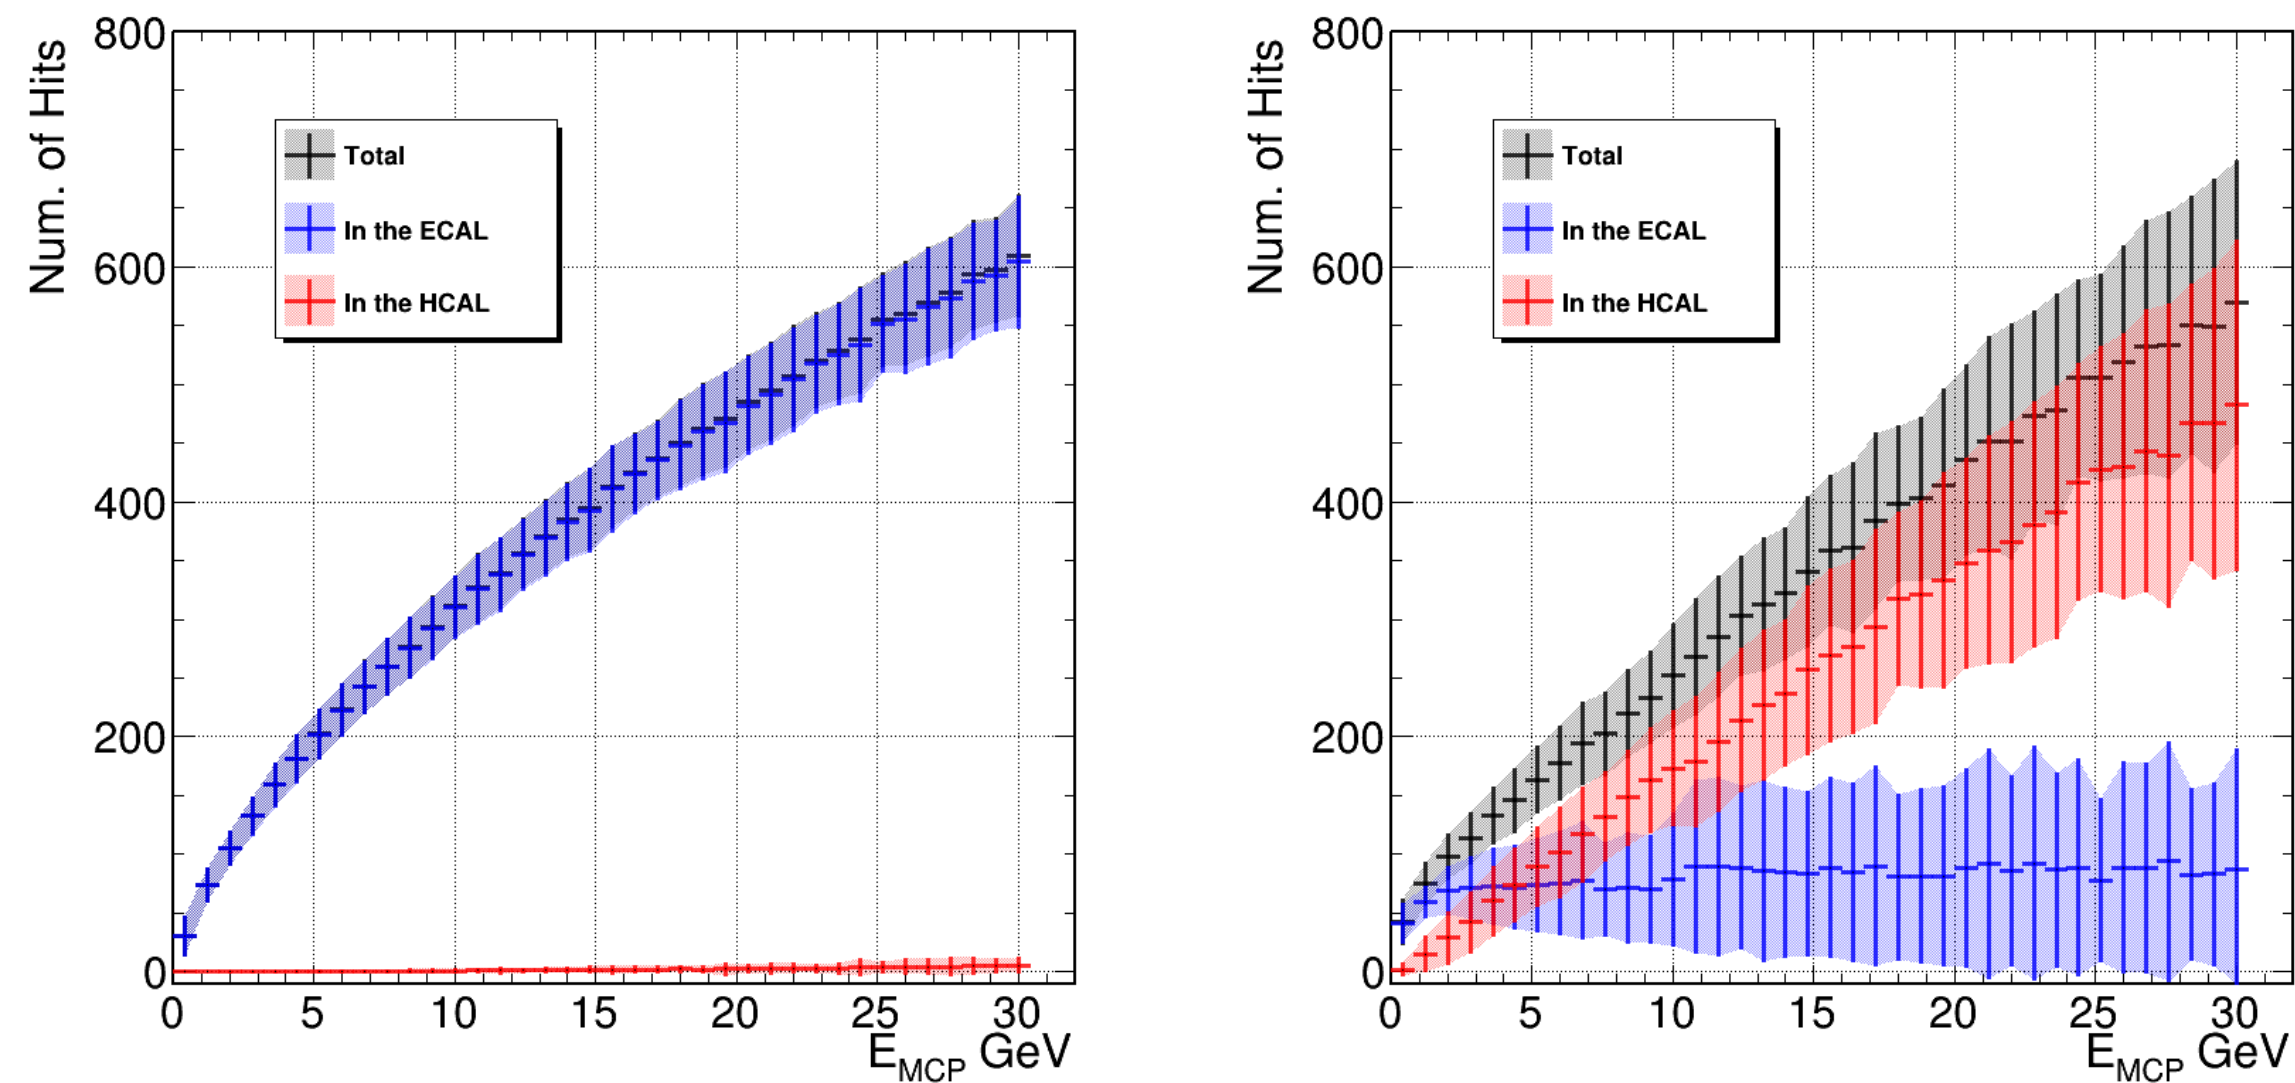 Num. of Hits
800
600
400
200
0
Total
In the ECAL
In the HCAL
0 5 10 15 20 25 30
E_MCP GeV
Num. of Hits
800
600
400
200
0
Total
In the ECAL
In the HCAL
0 5 10 15 20 25 30
E_MCP GeV